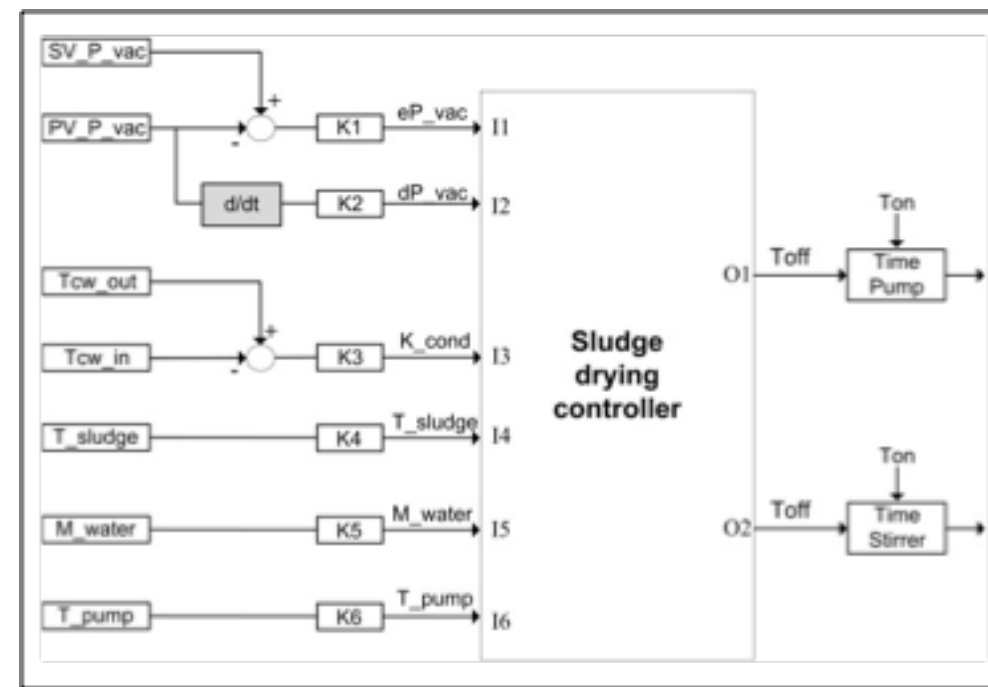 SV_P_vac
+
PV_P_vac
-
K1
eP_vac
I1
d/dt
K2
dP_vac
I2
Tcw_out
+
Tcw_in
-
K3
K_cond
I3
T_sludge
K4
T_sludge
I4
M_water
K5
M_water
I5
T_pump
K6
T_pump
I6
Sludge
drying
controller
O1
Toff
Ton
Time
Pump
O2
Toff
Ton
Time
Stirrer